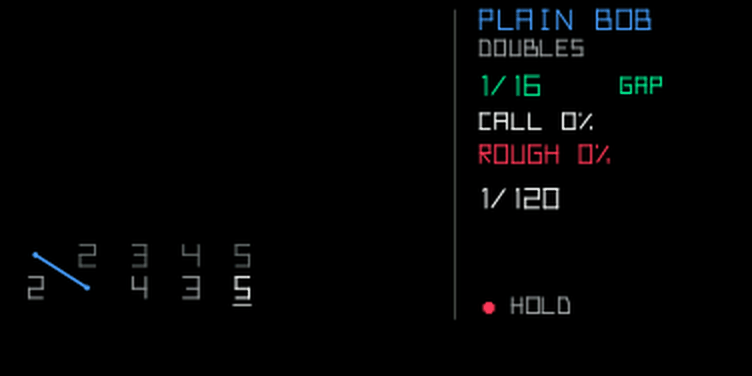 PLAIN BOB
DOUBLES
1/16 GAP
CALL 0%
ROUGH 0%
1/120
2 3 4 5
2 4 3 5
HOLD